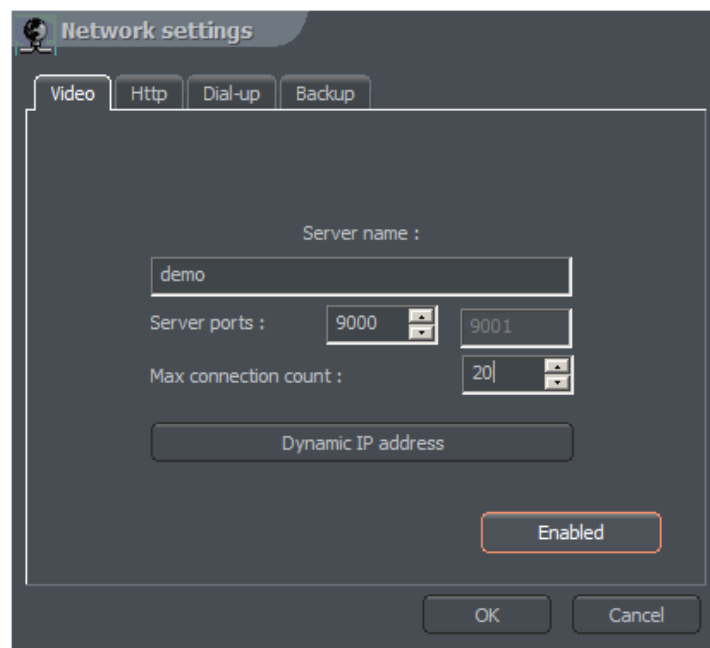 Network settings
Video Http Dial-up Backup
Server name :
demo
Server ports : 9000 9001
Max connection count : 20
Dynamic IP address
Enabled
OK Cancel